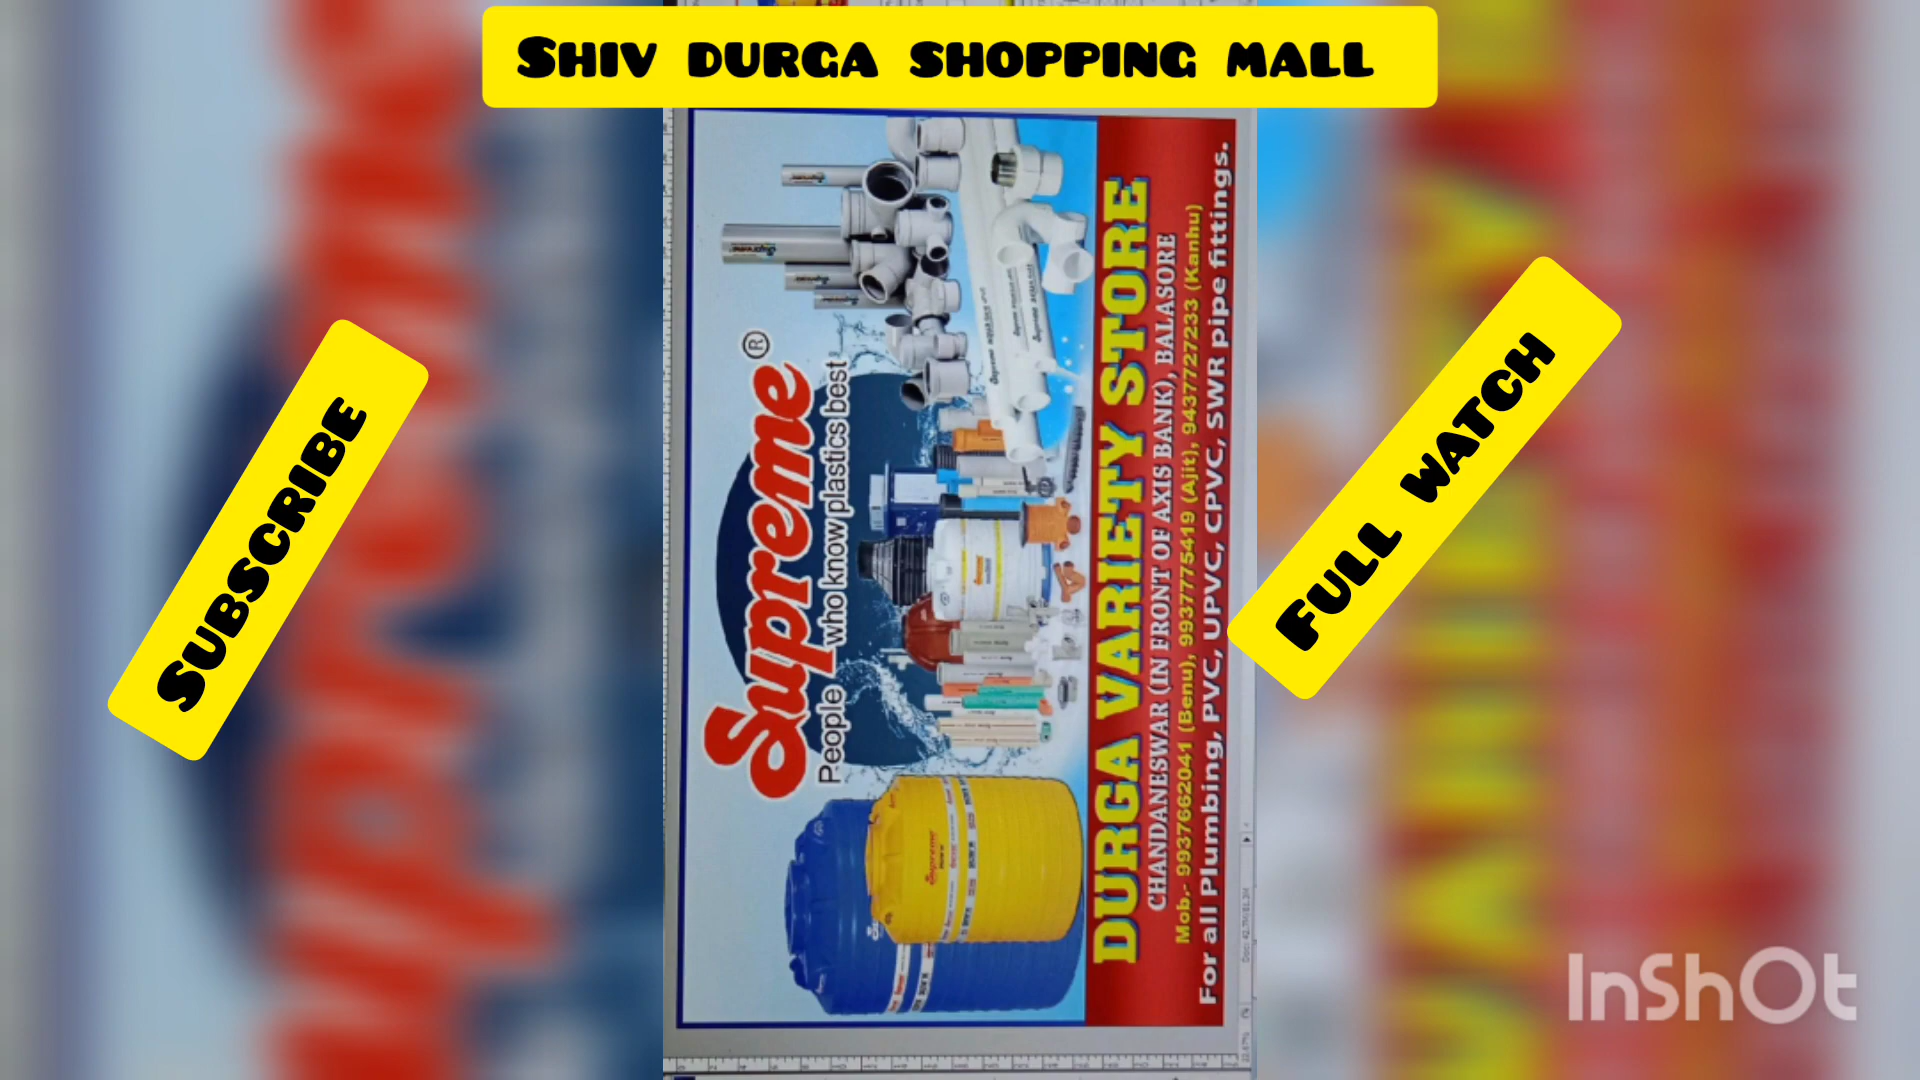 Shiv durga shopping mall
Subscribe
Full watch
Supreme®
People who know plastics best
DURGA VARIETY STORE
CHANDANESWAR (IN FRONT OF AXIS BANK), BALASORE
Mob.- 9937662041 (Benu), 9937775419 (Ajit), 9437727233 (Kanhu)
For all Plumbing, PVC, UPVC, CPVC, SWR pipe fittings.
Supreme
InShOt